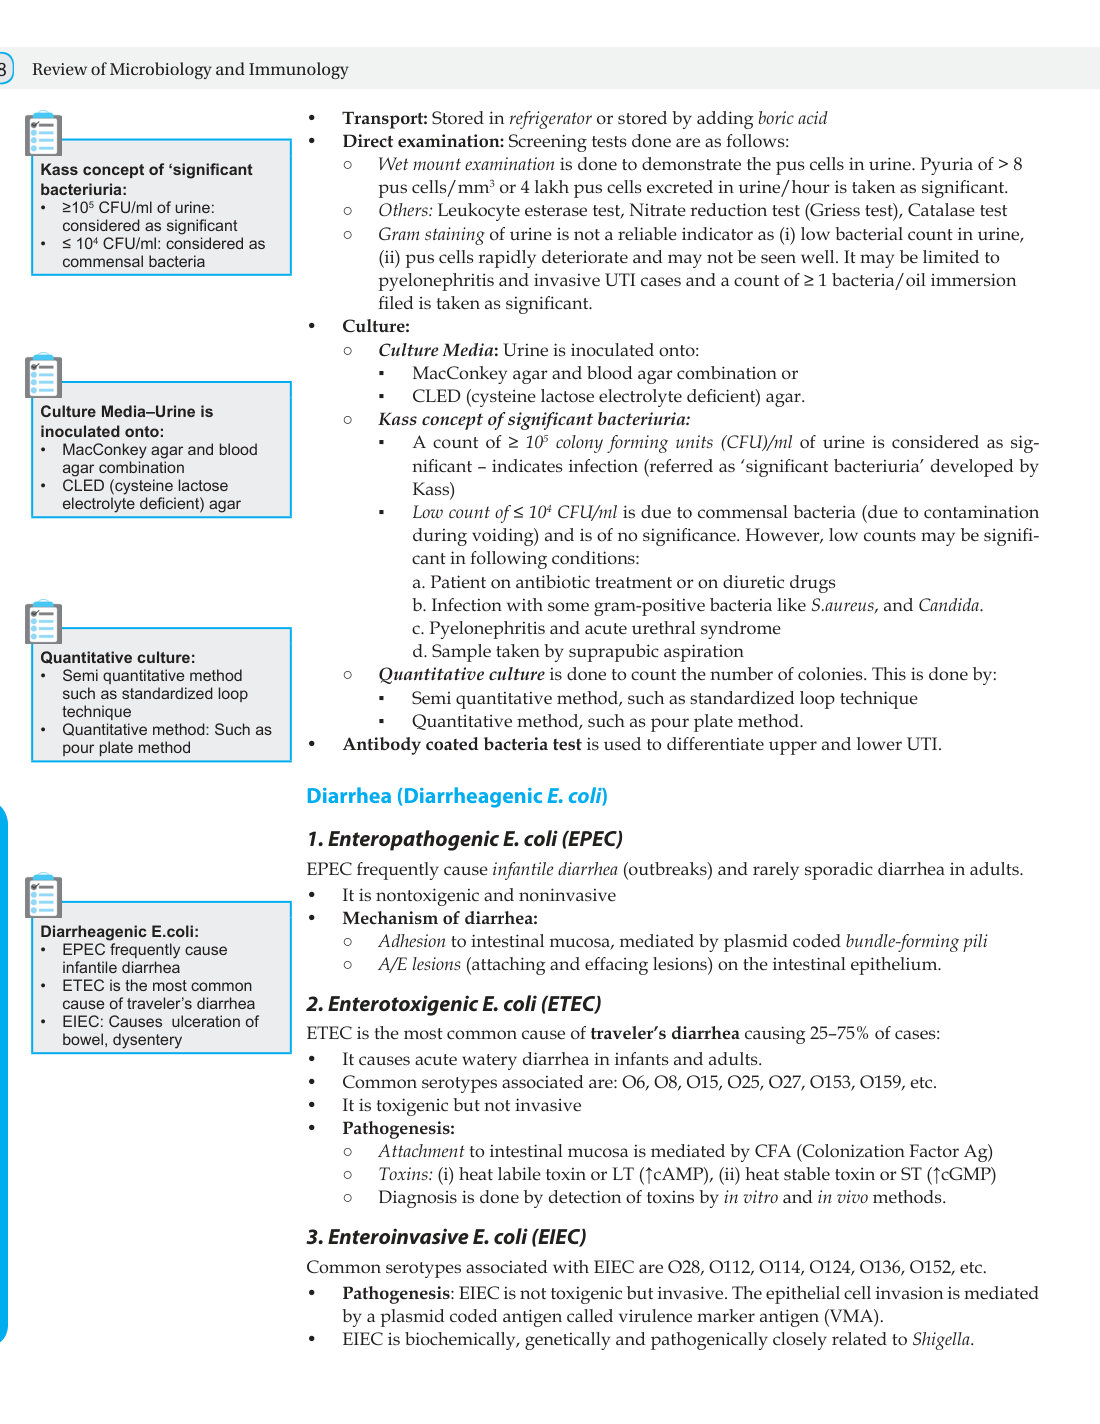 8 Review of Microbiology and Immunology
Kass concept of ‘significant
bacteriuria:
• ≥10⁵ CFU/ml of urine:
considered as significant
• ≤ 10⁴ CFU/ml: considered as
commensal bacteria
Culture Media–Urine is
inoculated onto:
• MacConkey agar and blood
agar combination
• CLED (cysteine lactose
electrolyte deficient) agar
Quantitative culture:
• Semi quantitative method
such as standardized loop
technique
• Quantitative method: Such as
pour plate method
Diarrheagenic E.coli:
• EPEC frequently cause
infantile diarrhea
• ETEC is the most common
cause of traveler’s diarrhea
• EIEC: Causes ulceration of
bowel, dysentery
• Transport: Stored in refrigerator or stored by adding boric acid
• Direct examination: Screening tests done are as follows:
○ Wet mount examination is done to demonstrate the pus cells in urine. Pyuria of > 8
pus cells/mm³ or 4 lakh pus cells excreted in urine/hour is taken as significant.
○ Others: Leukocyte esterase test, Nitrate reduction test (Griess test), Catalase test
○ Gram staining of urine is not a reliable indicator as (i) low bacterial count in urine,
(ii) pus cells rapidly deteriorate and may not be seen well. It may be limited to
pyelonephritis and invasive UTI cases and a count of ≥ 1 bacteria/oil immersion
filed is taken as significant.
• Culture:
○ Culture Media: Urine is inoculated onto:
▪ MacConkey agar and blood agar combination or
▪ CLED (cysteine lactose electrolyte deficient) agar.
○ Kass concept of significant bacteriuria:
▪ A count of ≥ 10⁵ colony forming units (CFU)/ml of urine is considered as sig-
nificant – indicates infection (referred as ‘significant bacteriuria’ developed by
Kass)
▪ Low count of ≤ 10⁴ CFU/ml is due to commensal bacteria (due to contamination
during voiding) and is of no significance. However, low counts may be signifi-
cant in following conditions:
a. Patient on antibiotic treatment or on diuretic drugs
b. Infection with some gram-positive bacteria like S.aureus, and Candida.
c. Pyelonephritis and acute urethral syndrome
d. Sample taken by suprapubic aspiration
○ Quantitative culture is done to count the number of colonies. This is done by:
▪ Semi quantitative method, such as standardized loop technique
▪ Quantitative method, such as pour plate method.
• Antibody coated bacteria test is used to differentiate upper and lower UTI.
Diarrhea (Diarrheagenic E. coli)
1. Enteropathogenic E. coli (EPEC)
EPEC frequently cause infantile diarrhea (outbreaks) and rarely sporadic diarrhea in adults.
• It is nontoxigenic and noninvasive
• Mechanism of diarrhea:
○ Adhesion to intestinal mucosa, mediated by plasmid coded bundle-forming pili
○ A/E lesions (attaching and effacing lesions) on the intestinal epithelium.
2. Enterotoxigenic E. coli (ETEC)
ETEC is the most common cause of traveler’s diarrhea causing 25–75% of cases:
• It causes acute watery diarrhea in infants and adults.
• Common serotypes associated are: O6, O8, O15, O25, O27, O153, O159, etc.
• It is toxigenic but not invasive
• Pathogenesis:
○ Attachment to intestinal mucosa is mediated by CFA (Colonization Factor Ag)
○ Toxins: (i) heat labile toxin or LT (↑cAMP), (ii) heat stable toxin or ST (↑cGMP)
○ Diagnosis is done by detection of toxins by in vitro and in vivo methods.
3. Enteroinvasive E. coli (EIEC)
Common serotypes associated with EIEC are O28, O112, O114, O124, O136, O152, etc.
• Pathogenesis: EIEC is not toxigenic but invasive. The epithelial cell invasion is mediated
by a plasmid coded antigen called virulence marker antigen (VMA).
• EIEC is biochemically, genetically and pathogenically closely related to Shigella.